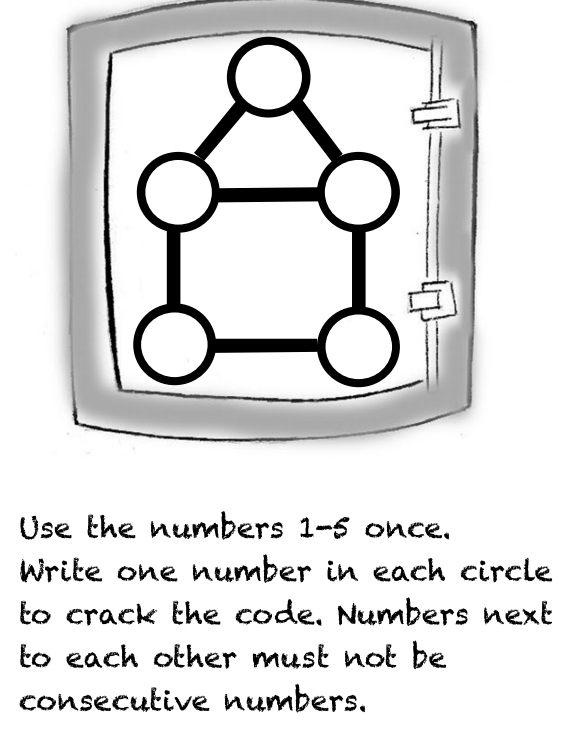 Use the numbers 1-5 once.
Write one number in each circle
to crack the code. Numbers next
to each other must not be
consecutive numbers.